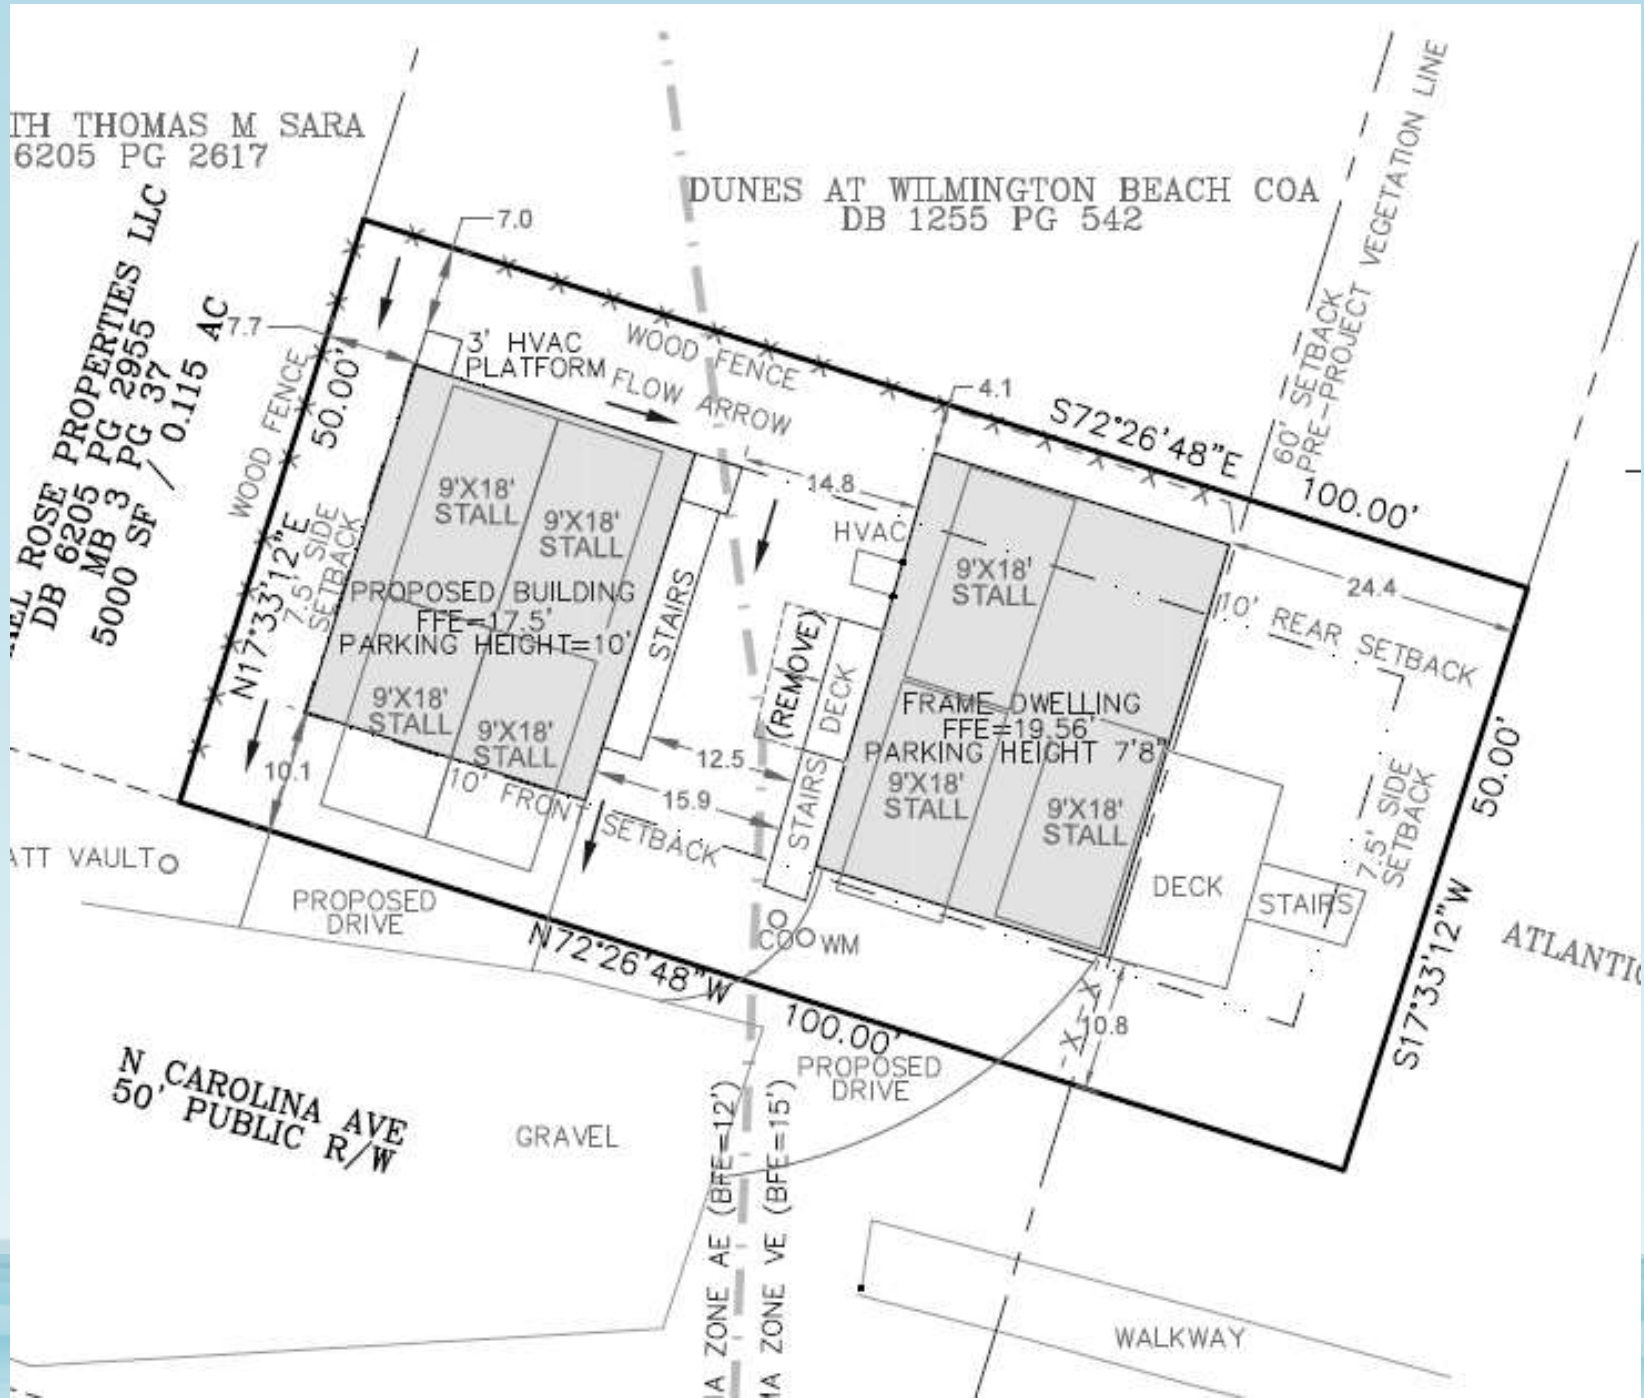 TH THOMAS M SARA
6205 PG 2617
DUNES AT WILMINGTON BEACH COA
DB 1255 PG 542
60' SETBACK
PRE-PROJECT VEGETATION LINE
ROSE PROPERTIES LLC
DB 6205 PG 2955
MB 3 PG 37
5000 SF / 0.115 AC
7.0
7.7
WOOD FENCE
50.00'
N17°33'12"E
7.5' SIDE
SETBACK
3' HVAC
PLATFORM
WOOD FENCE
FLOW ARROW
4.1
S72°26'48"E
100.00'
14.8
24.4
HVAC
9'X18'
STALL
9'X18'
STALL
PROPOSED BUILDING
FFE=17.5'
PARKING HEIGHT=10'
9'X18'
STALL
9'X18'
STALL
STAIRS
(REMOVE)
DECK
STAIRS
9'X18'
STALL
FRAME DWELLING
FFE=19.56'
PARKING HEIGHT 7'8"
9'X18'
STALL
9'X18'
STALL
10' REAR SETBACK
7.5' SIDE
SETBACK
50.00'
S17°33'12"W
DECK
STAIRS
12.5
15.9
10.1
10' FRONT SETBACK
ATT VAULT
PROPOSED
DRIVE
CO
WM
N72°26'48"W
100.00'
10.8
PROPOSED
DRIVE
ATLANTIC
N CAROLINA AVE
50' PUBLIC R/W
GRAVEL
ZONE AE (BFE=12')
ZONE VE (BFE=15')
WALKWAY